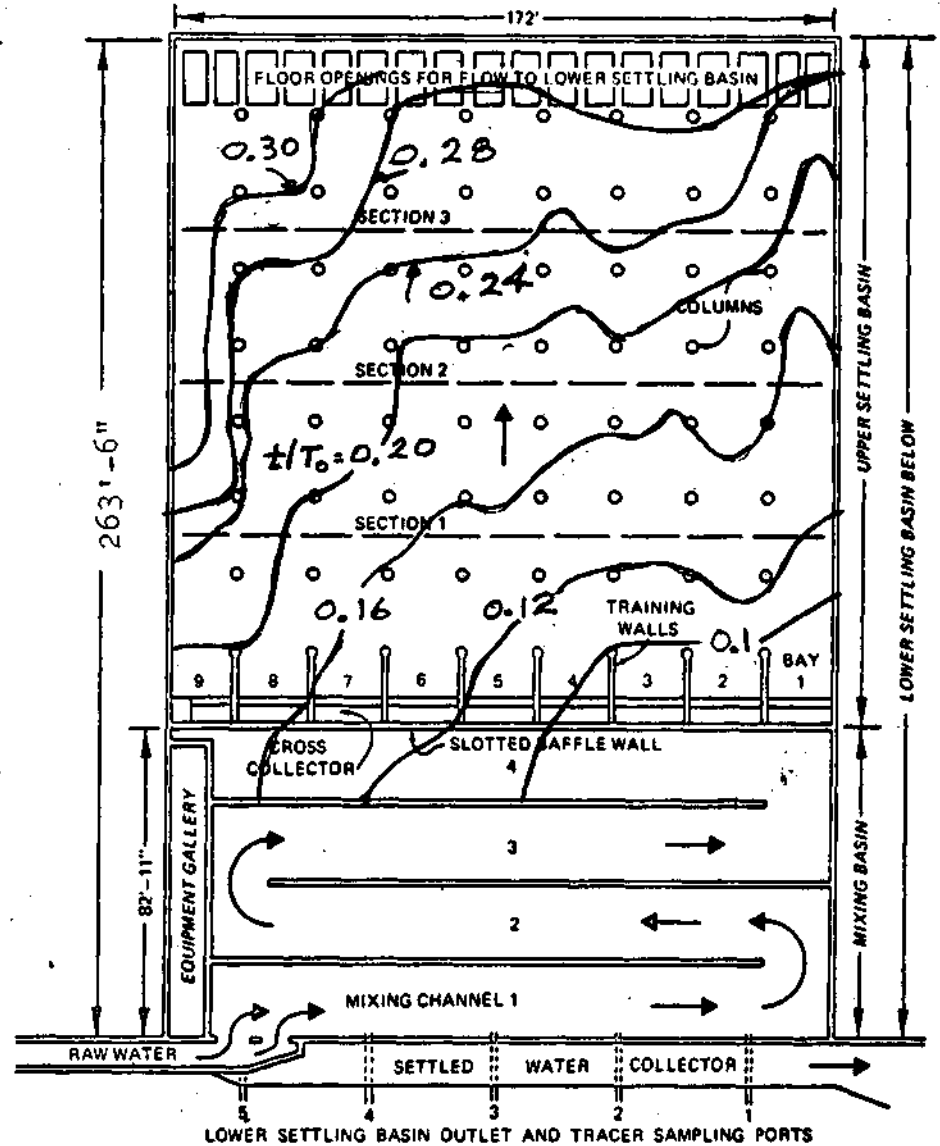 172'
FLOOR OPENINGS FOR FLOW TO LOWER SETTLING BASIN
0.30
0.28
SECTION 3
0.24
COLUMNS
SECTION 2
t/T₀=0.20
SECTION 1
0.16
0.12
TRAINING
WALLS
0.1
BAY
9 8 7 6 5 4 3 2 1
CROSS
COLLECTOR
SLOTTED BAFFLE WALL
4
3
2
MIXING CHANNEL 1
EQUIPMENT GALLERY
263'-6"
82'-11"
UPPER SETTLING BASIN
MIXING BASIN
LOWER SETTLING BASIN BELOW
RAW WATER
SETTLED WATER COLLECTOR
5 4 3 2 1
LOWER SETTLING BASIN OUTLET AND TRACER SAMPLING PORTS